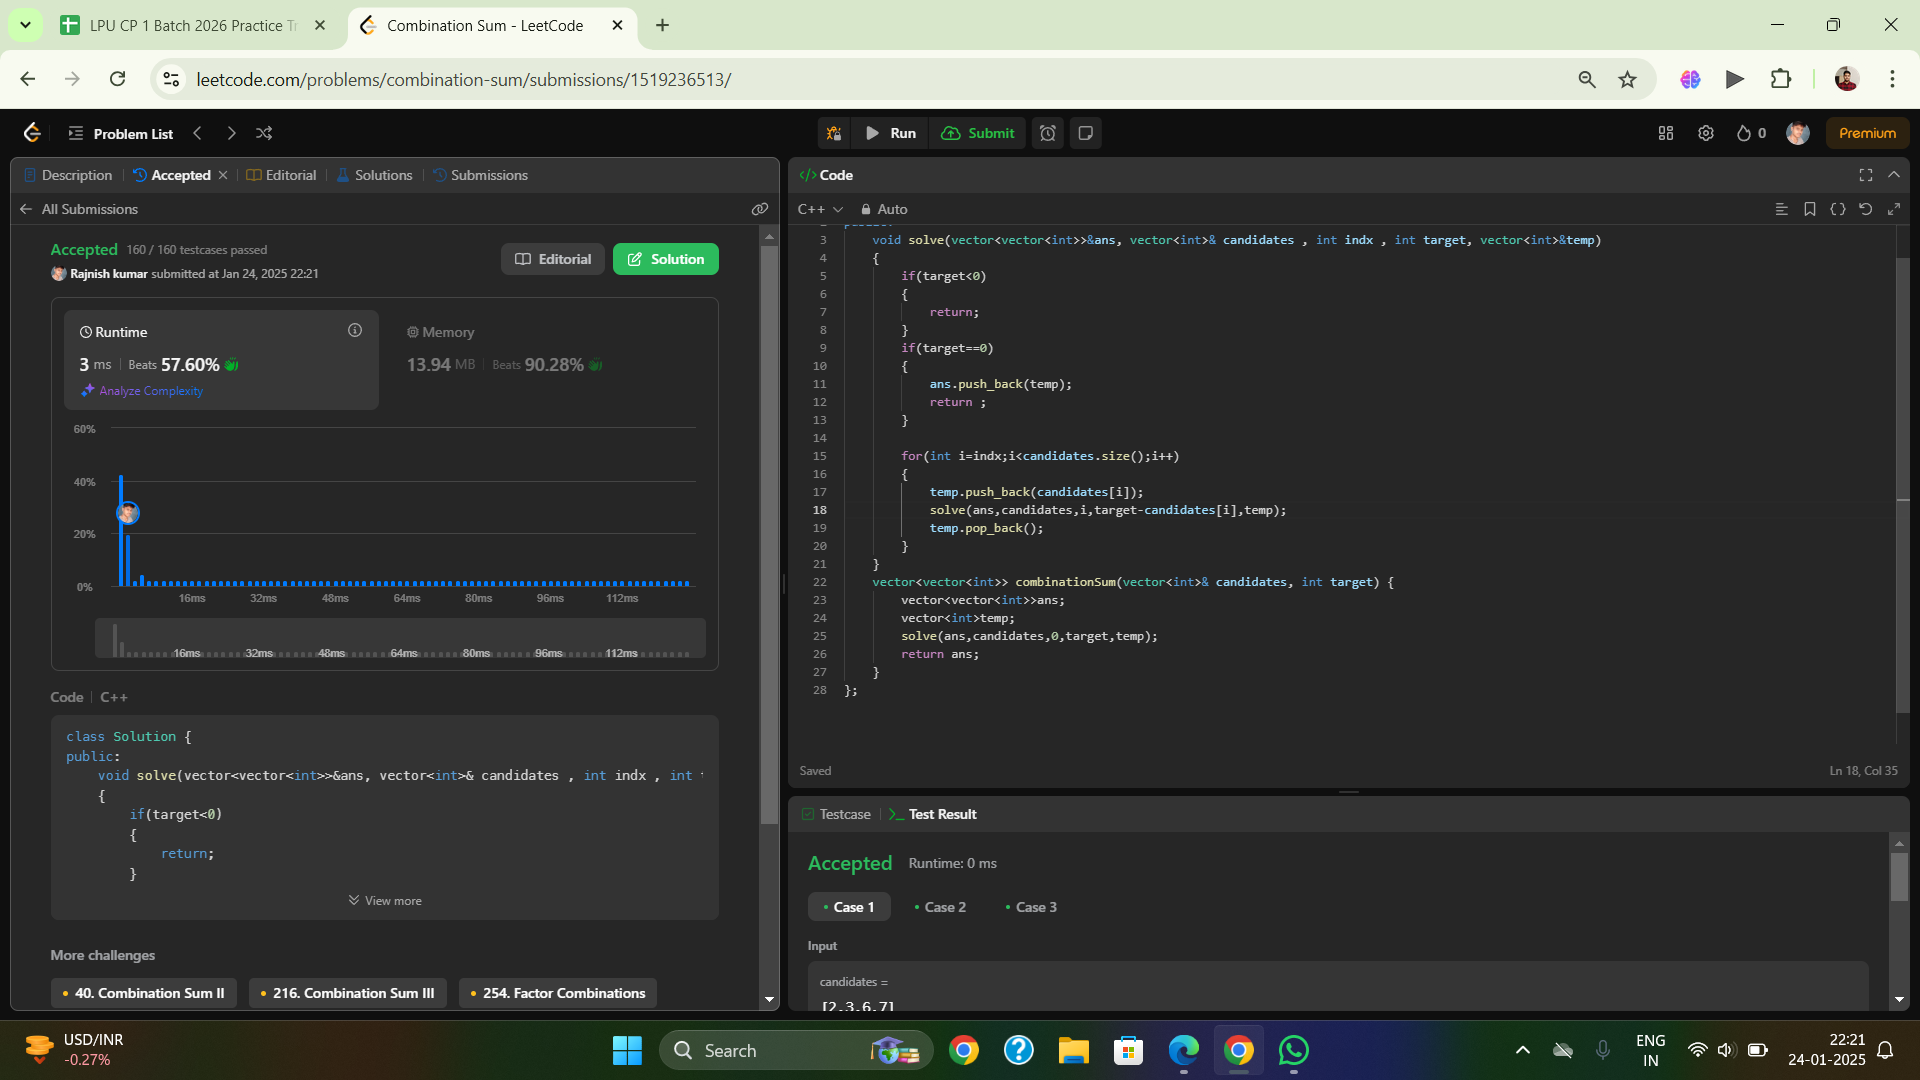 LPU CP 1 Batch 2026 Practice Tr
Combination Sum - LeetCode
leetcode.com/problems/combination-sum/submissions/1519236513/
Problem List
Run
Submit
0
Premium
Description
Accepted
Editorial
Solutions
Submissions
All Submissions
Accepted 160 / 160 testcases passed
Rajnish kumar submitted at Jan 24, 2025 22:21
Editorial
Solution
Runtime
3 ms
Beats 57.60%
Analyze Complexity
Memory
13.94 MB
Beats 90.28%
60%
40%
20%
0%
16ms 32ms 48ms 64ms 80ms 96ms 112ms
16ms 32ms 48ms 64ms 80ms 96ms 112ms
Code | C++
class Solution {
public:
void solve(vector<vector<int>>&ans, vector<int>& candidates , int indx , int
{
if(target<0)
{
return;
}
View more
More challenges
40. Combination Sum II
216. Combination Sum III
254. Factor Combinations
</> Code
C++
Auto
2 public:
3 void solve(vector<vector<int>>&ans, vector<int>& candidates , int indx , int target, vector<int>&temp)
4 {
5 if(target<0)
6 {
7 return;
8 }
9 if(target==0)
10 {
11 ans.push_back(temp);
12 return ;
13 }
14
15 for(int i=indx;i<candidates.size();i++)
16 {
17 temp.push_back(candidates[i]);
18 solve(ans,candidates,i,target-candidates[i],temp);
19 temp.pop_back();
20 }
21 }
22 vector<vector<int>> combinationSum(vector<int>& candidates, int target) {
23 vector<vector<int>>ans;
24 vector<int>temp;
25 solve(ans,candidates,0,target,temp);
26 return ans;
27 }
28 };
Saved
Ln 18, Col 35
Testcase
Test Result
Accepted Runtime: 0 ms
Case 1
Case 2
Case 3
Input
candidates =
[2,3,6,7]
USD/INR
-0.27%
Search
ENG
IN
22:21
24-01-2025